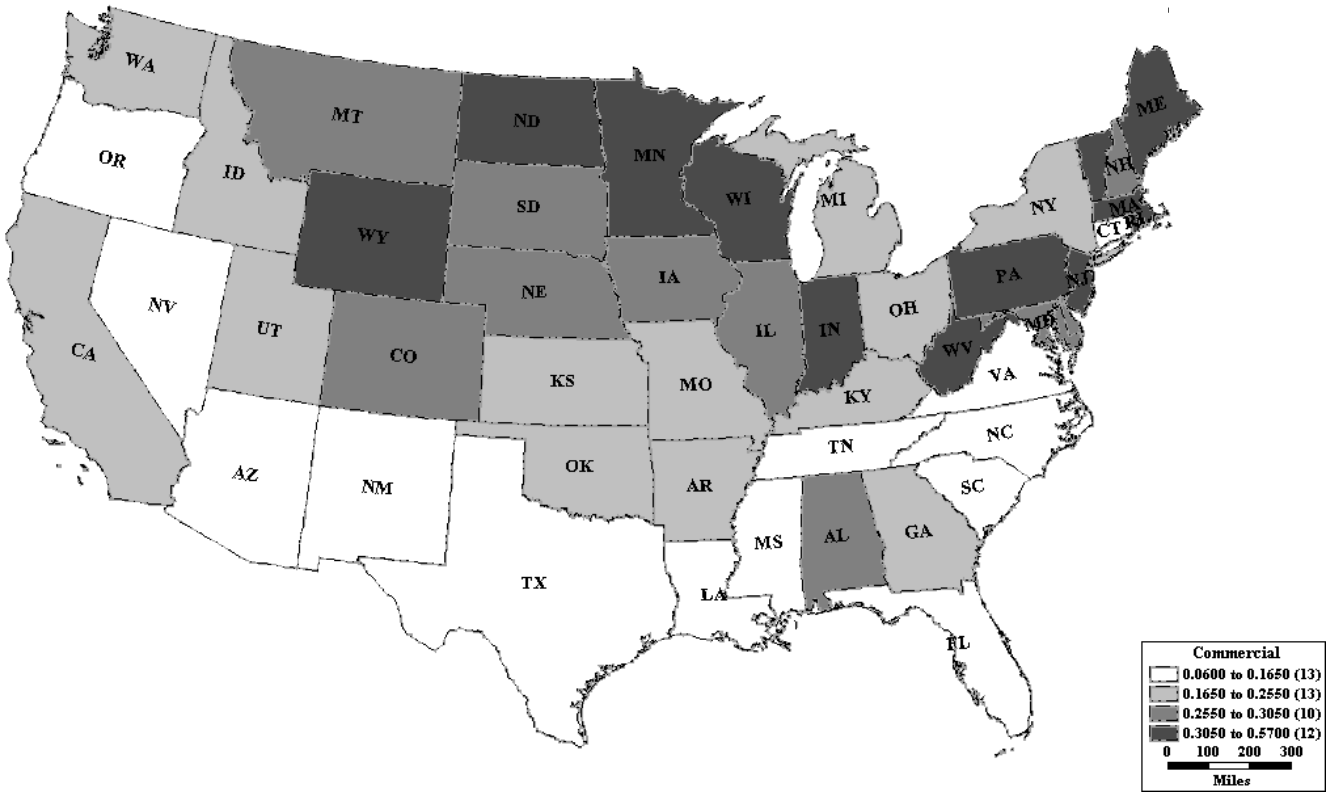 WA
MT
ND
MN
ME
OR
ID
SD
WI
MI
NH
NY
MA
CT RI
WY
IA
PA
NJ
NV
UT
NE
IL
IN
OH
MD
WV
CA
CO
KS
MO
KY
VA
AZ
NM
OK
AR
TN
NC
SC
TX
MS
AL
GA
LA
FL
Commercial
0.0600 to 0.1650 (13)
0.1650 to 0.2550 (13)
0.2550 to 0.3050 (10)
0.3050 to 0.5700 (12)
0 100 200 300
Miles